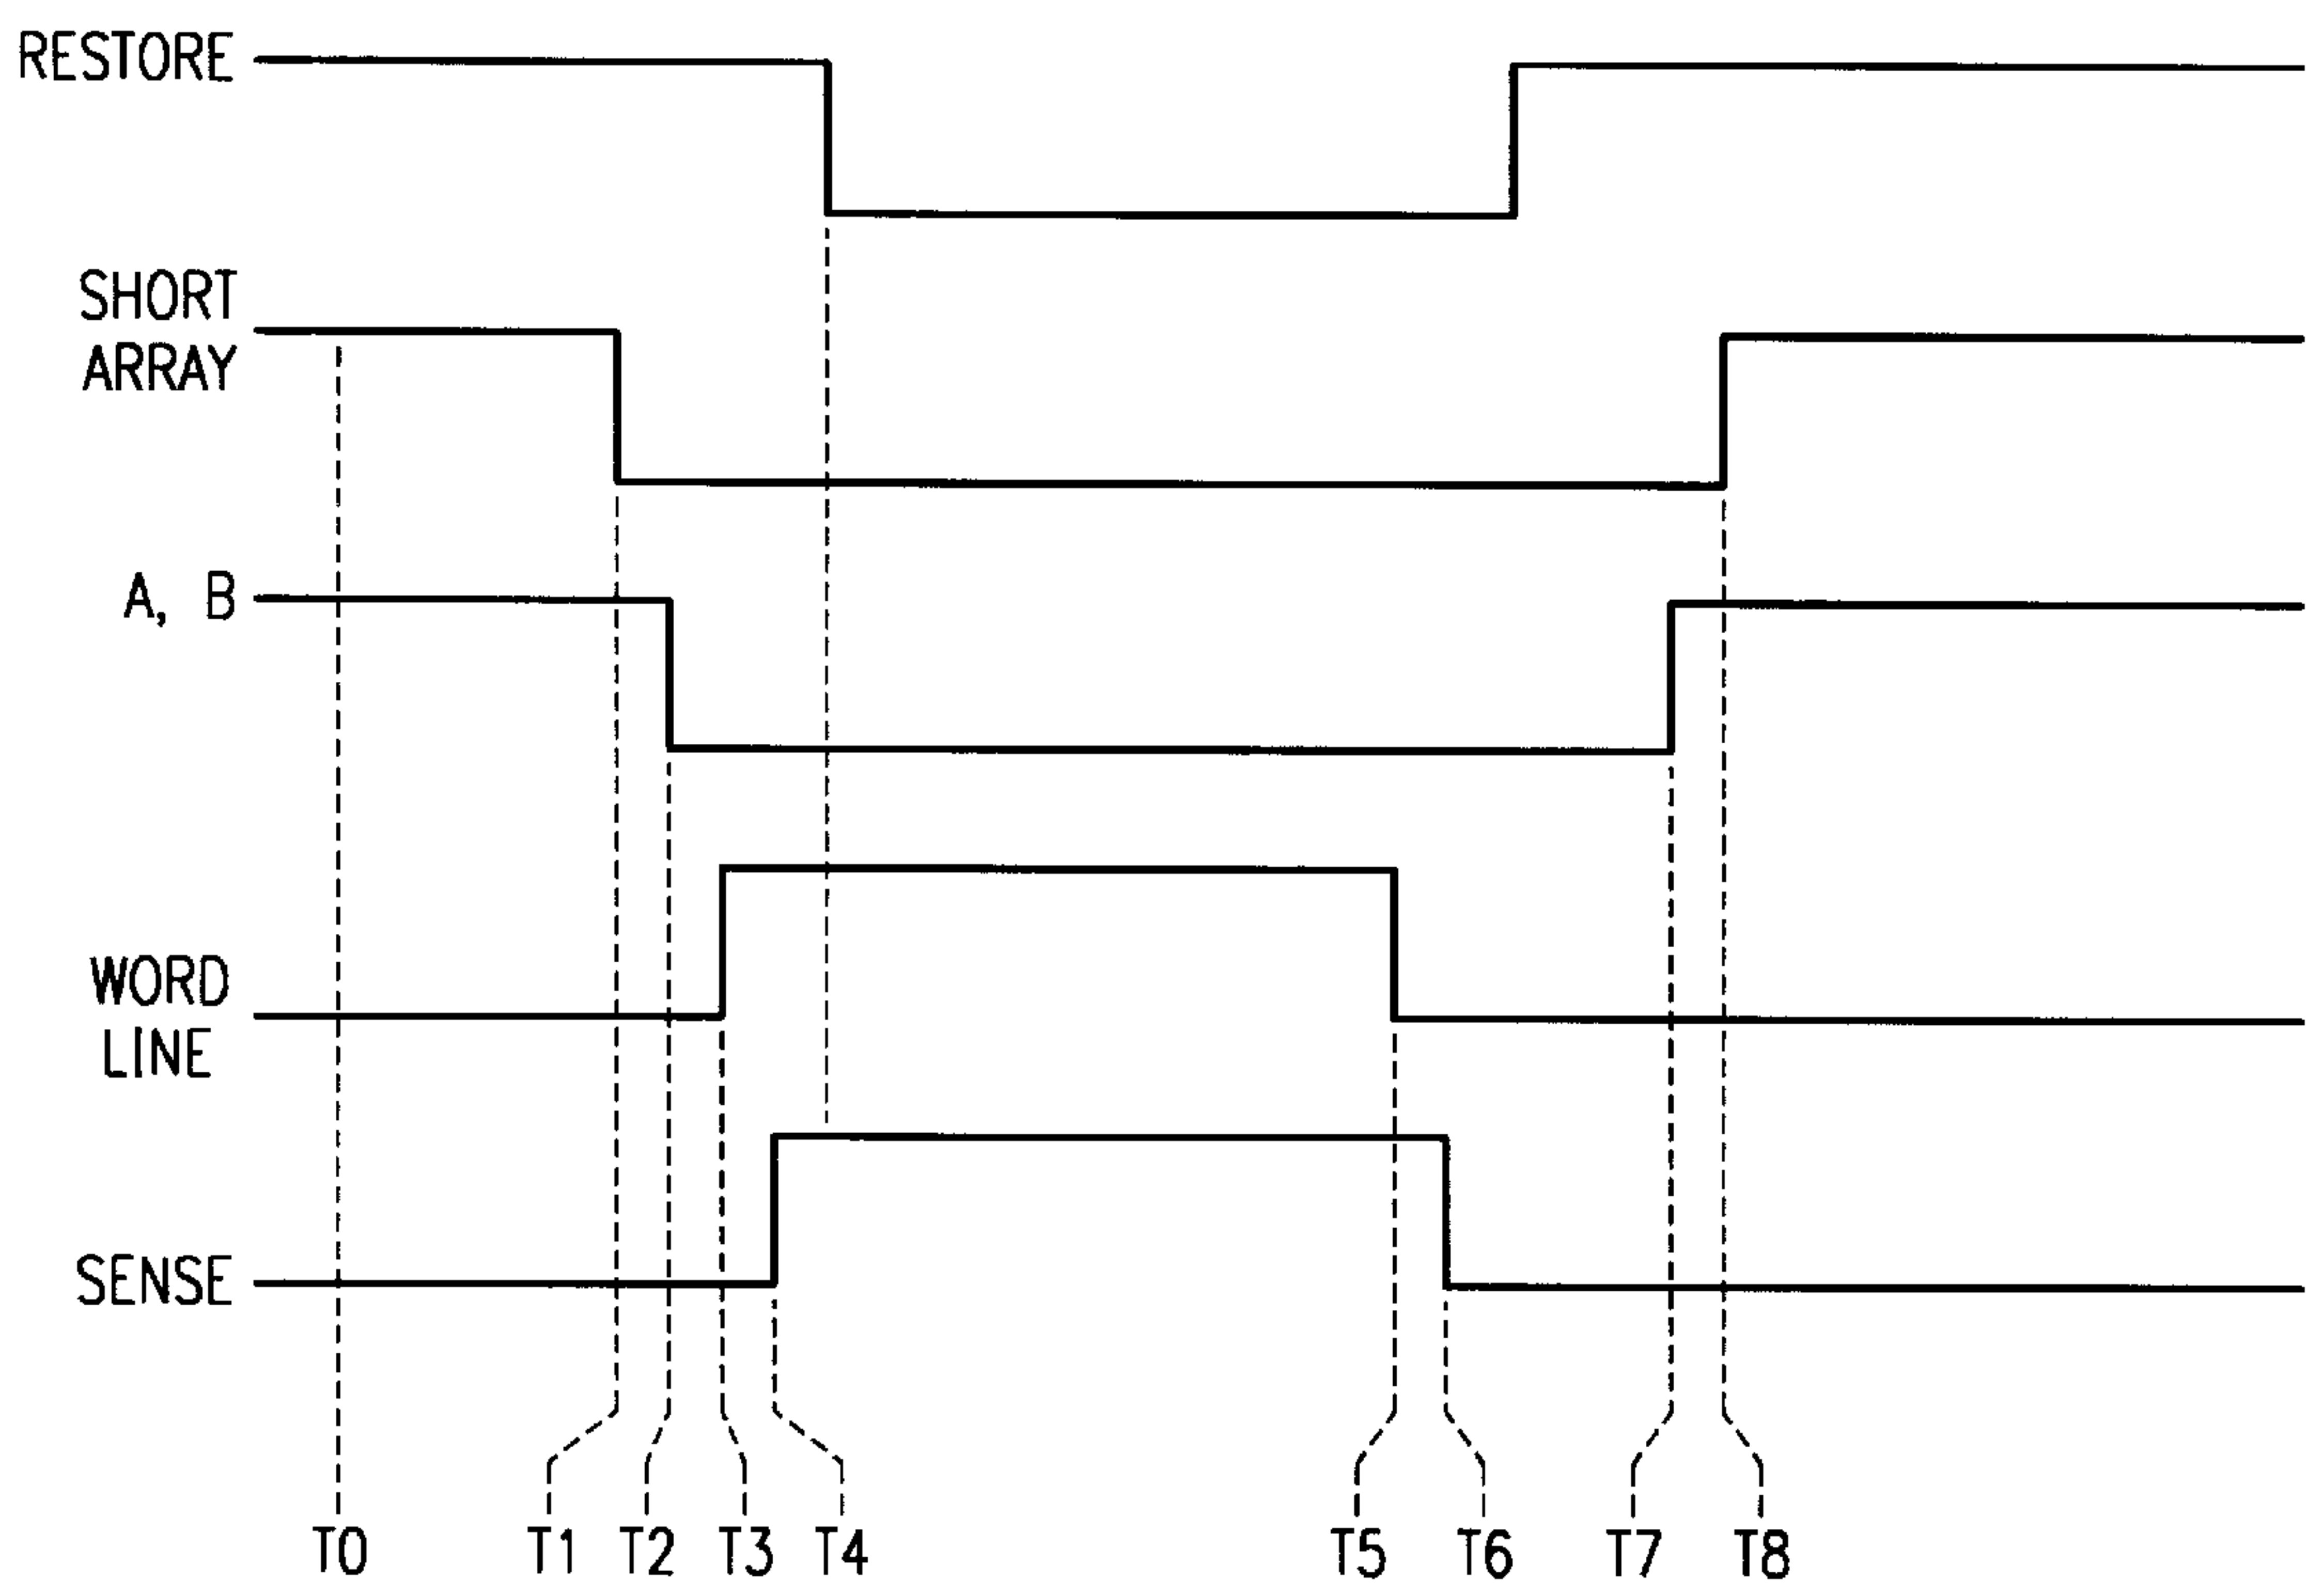 RESTORE
SHORT
ARRAY
A, B
WORD
LINE
SENSE
T0 T1 T2 T3 T4 T5 T6 T7 T8